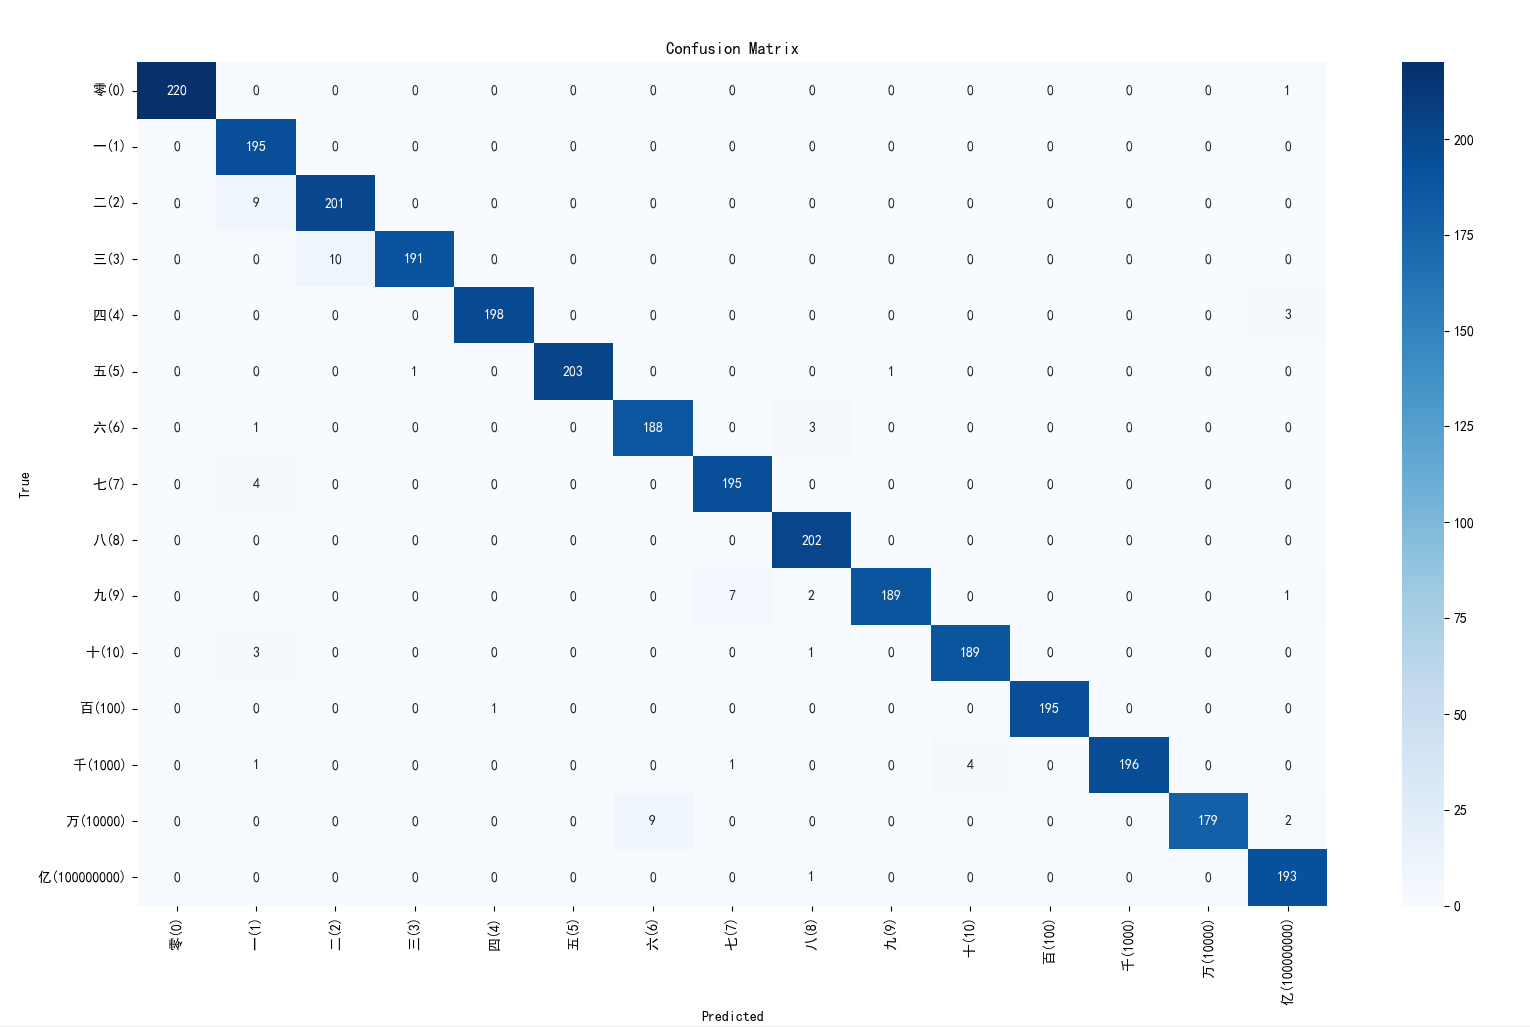 Confusion Matrix
零(0) 220 0 0 0 0 0 0 0 0 0 0 0 0 0 1
一(1) 0 195 0 0 0 0 0 0 0 0 0 0 0 0 0
二(2) 0 9 201 0 0 0 0 0 0 0 0 0 0 0 0
三(3) 0 0 10 191 0 0 0 0 0 0 0 0 0 0 0
四(4) 0 0 0 0 198 0 0 0 0 0 0 0 0 0 3
五(5) 0 0 0 1 0 203 0 0 0 1 0 0 0 0 0
六(6) 0 1 0 0 0 0 188 0 3 0 0 0 0 0 0
七(7) 0 4 0 0 0 0 0 195 0 0 0 0 0 0 0
八(8) 0 0 0 0 0 0 0 0 202 0 0 0 0 0 0
九(9) 0 0 0 0 0 0 0 7 2 189 0 0 0 0 1
十(10) 0 3 0 0 0 0 0 0 1 0 189 0 0 0 0
百(100) 0 0 0 0 1 0 0 0 0 0 0 195 0 0 0
千(1000) 0 1 0 0 0 0 0 1 0 0 4 0 196 0 0
万(10000) 0 0 0 0 0 0 9 0 0 0 0 0 0 179 2
亿(100000000) 0 0 0 0 0 0 0 0 1 0 0 0 0 0 193
零(0) 一(1) 二(2) 三(3) 四(4) 五(5) 六(6) 七(7) 八(8) 九(9) 十(10) 百(100) 千(1000) 万(10000) 亿(100000000)
Predicted
True
200
175
150
125
100
75
50
25
0